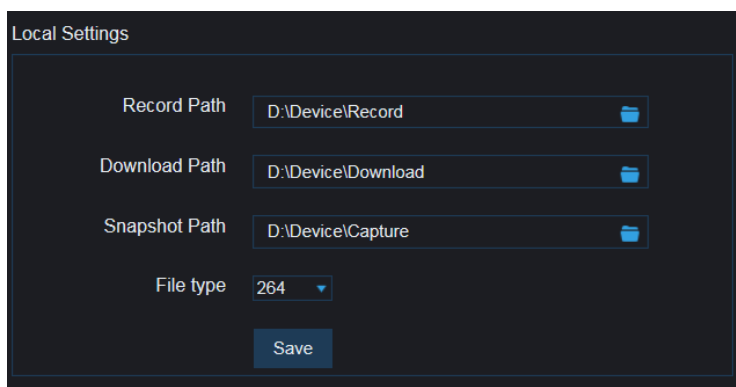 Local Settings
Record Path D:\Device\Record
Download Path D:\Device\Download
Snapshot Path D:\Device\Capture
File type 264
Save